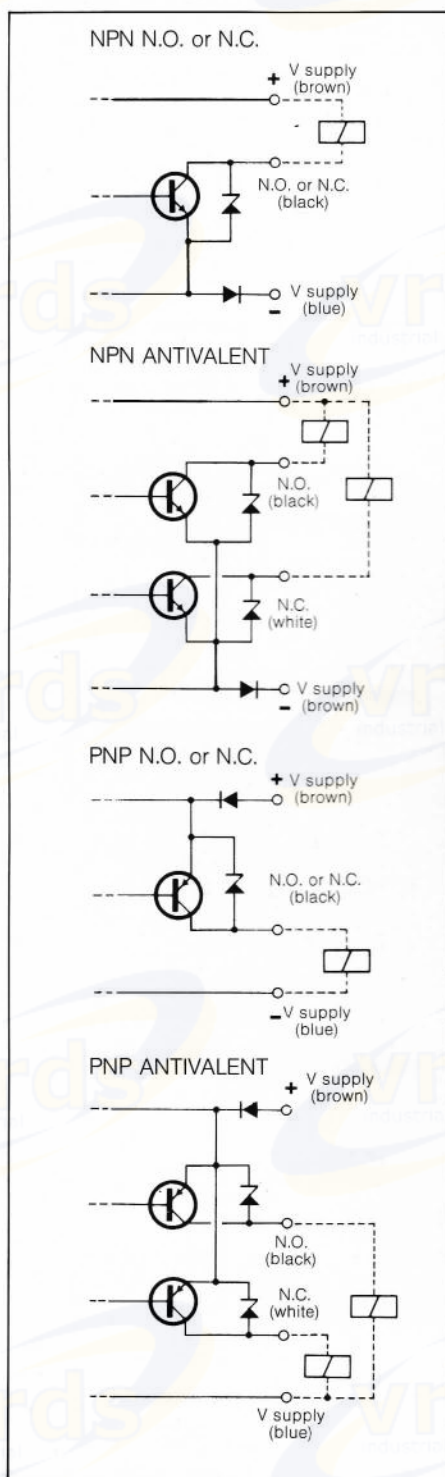 NPN N.O. or N.C.
+ V supply
(brown)
N.O. or N.C.
(black)
V supply
- (blue)
NPN ANTIVALENT
+ V supply
(brown)
N.O.
(black)
N.C.
(white)
V supply
- (brown)
PNP N.O. or N.C.
+ V supply
(brown)
N.O. or N.C.
(black)
- V supply
(blue)
PNP ANTIVALENT
+ V supply
(brown)
N.O.
(black)
N.C.
(white)
V supply
(blue)